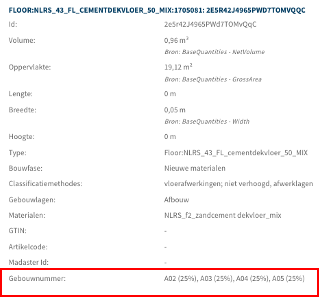 FLOOR:NLRS_43_FL_CEMENTDEKVLOER_50_MIX:1705081: 2E5R42J4965PWD7TOMVQQC
Id: 2e5r42J4965PWd7TOMvQqC
Volume: 0,96 m³
Bron: BaseQuantities - NetVolume
Oppervlakte: 19,12 m²
Bron: BaseQuantities - GrossArea
Lengte: 0 m
Breedte: 0,05 m
Bron: BaseQuantities - Width
Hoogte: 0 m
Type: Floor:NLRS_43_FL_cementdekvloer_50_MIX
Bouwfase: Nieuwe materialen
Classificatiemethodes: vloerafwerkingen; niet verhoogd, afwerklagen
Gebouwlagen: Afbouw
Materialen: NLRS_f2_zandcement dekvloer_mix
GTIN: -
Artikelcode: -
Madaster Id: -
Gebouwnummer: A02 (25%), A03 (25%), A04 (25%), A05 (25%)